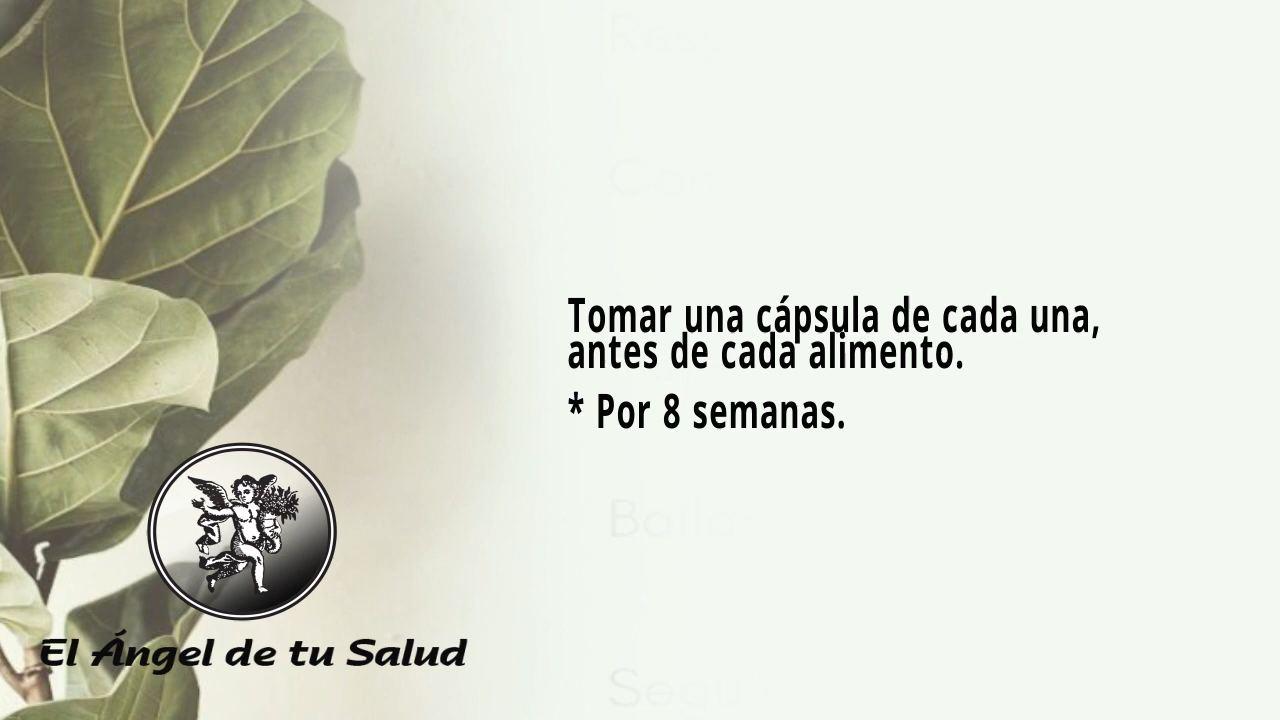 Tomar una cápsula de cada una,
antes de cada alimento.
* Por 8 semanas.
El Ángel de tu Salud